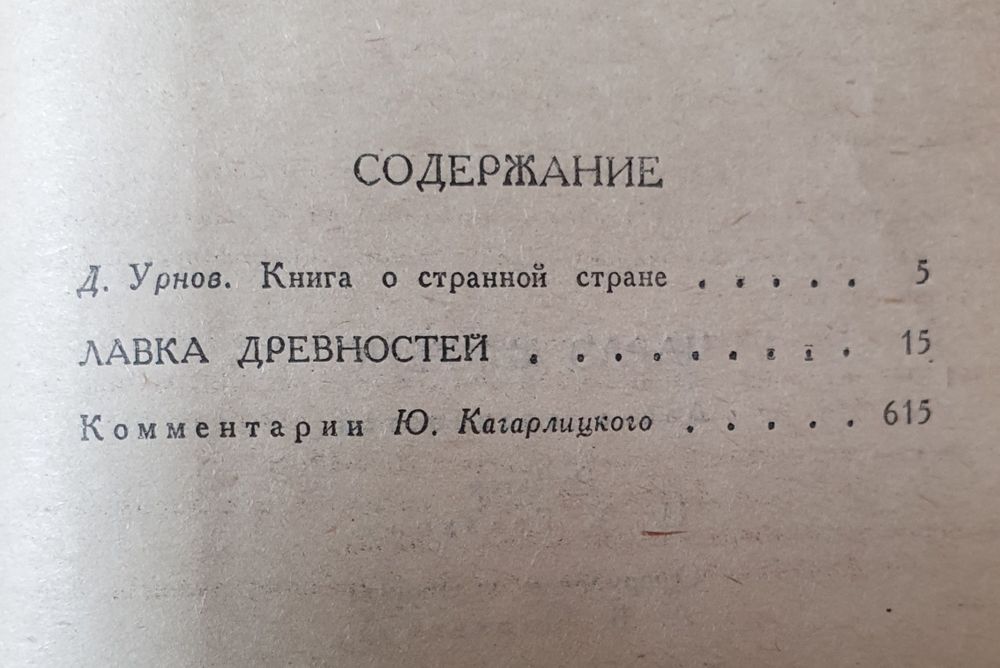 СОДЕРЖАНИЕ
Д. Урнов. Книга о странной стране . . . . . 5
ЛАВКА ДРЕВНОСТЕЙ . . . . . . . . . 15
Комментарии Ю. Кагарлицкого . . . . . 615